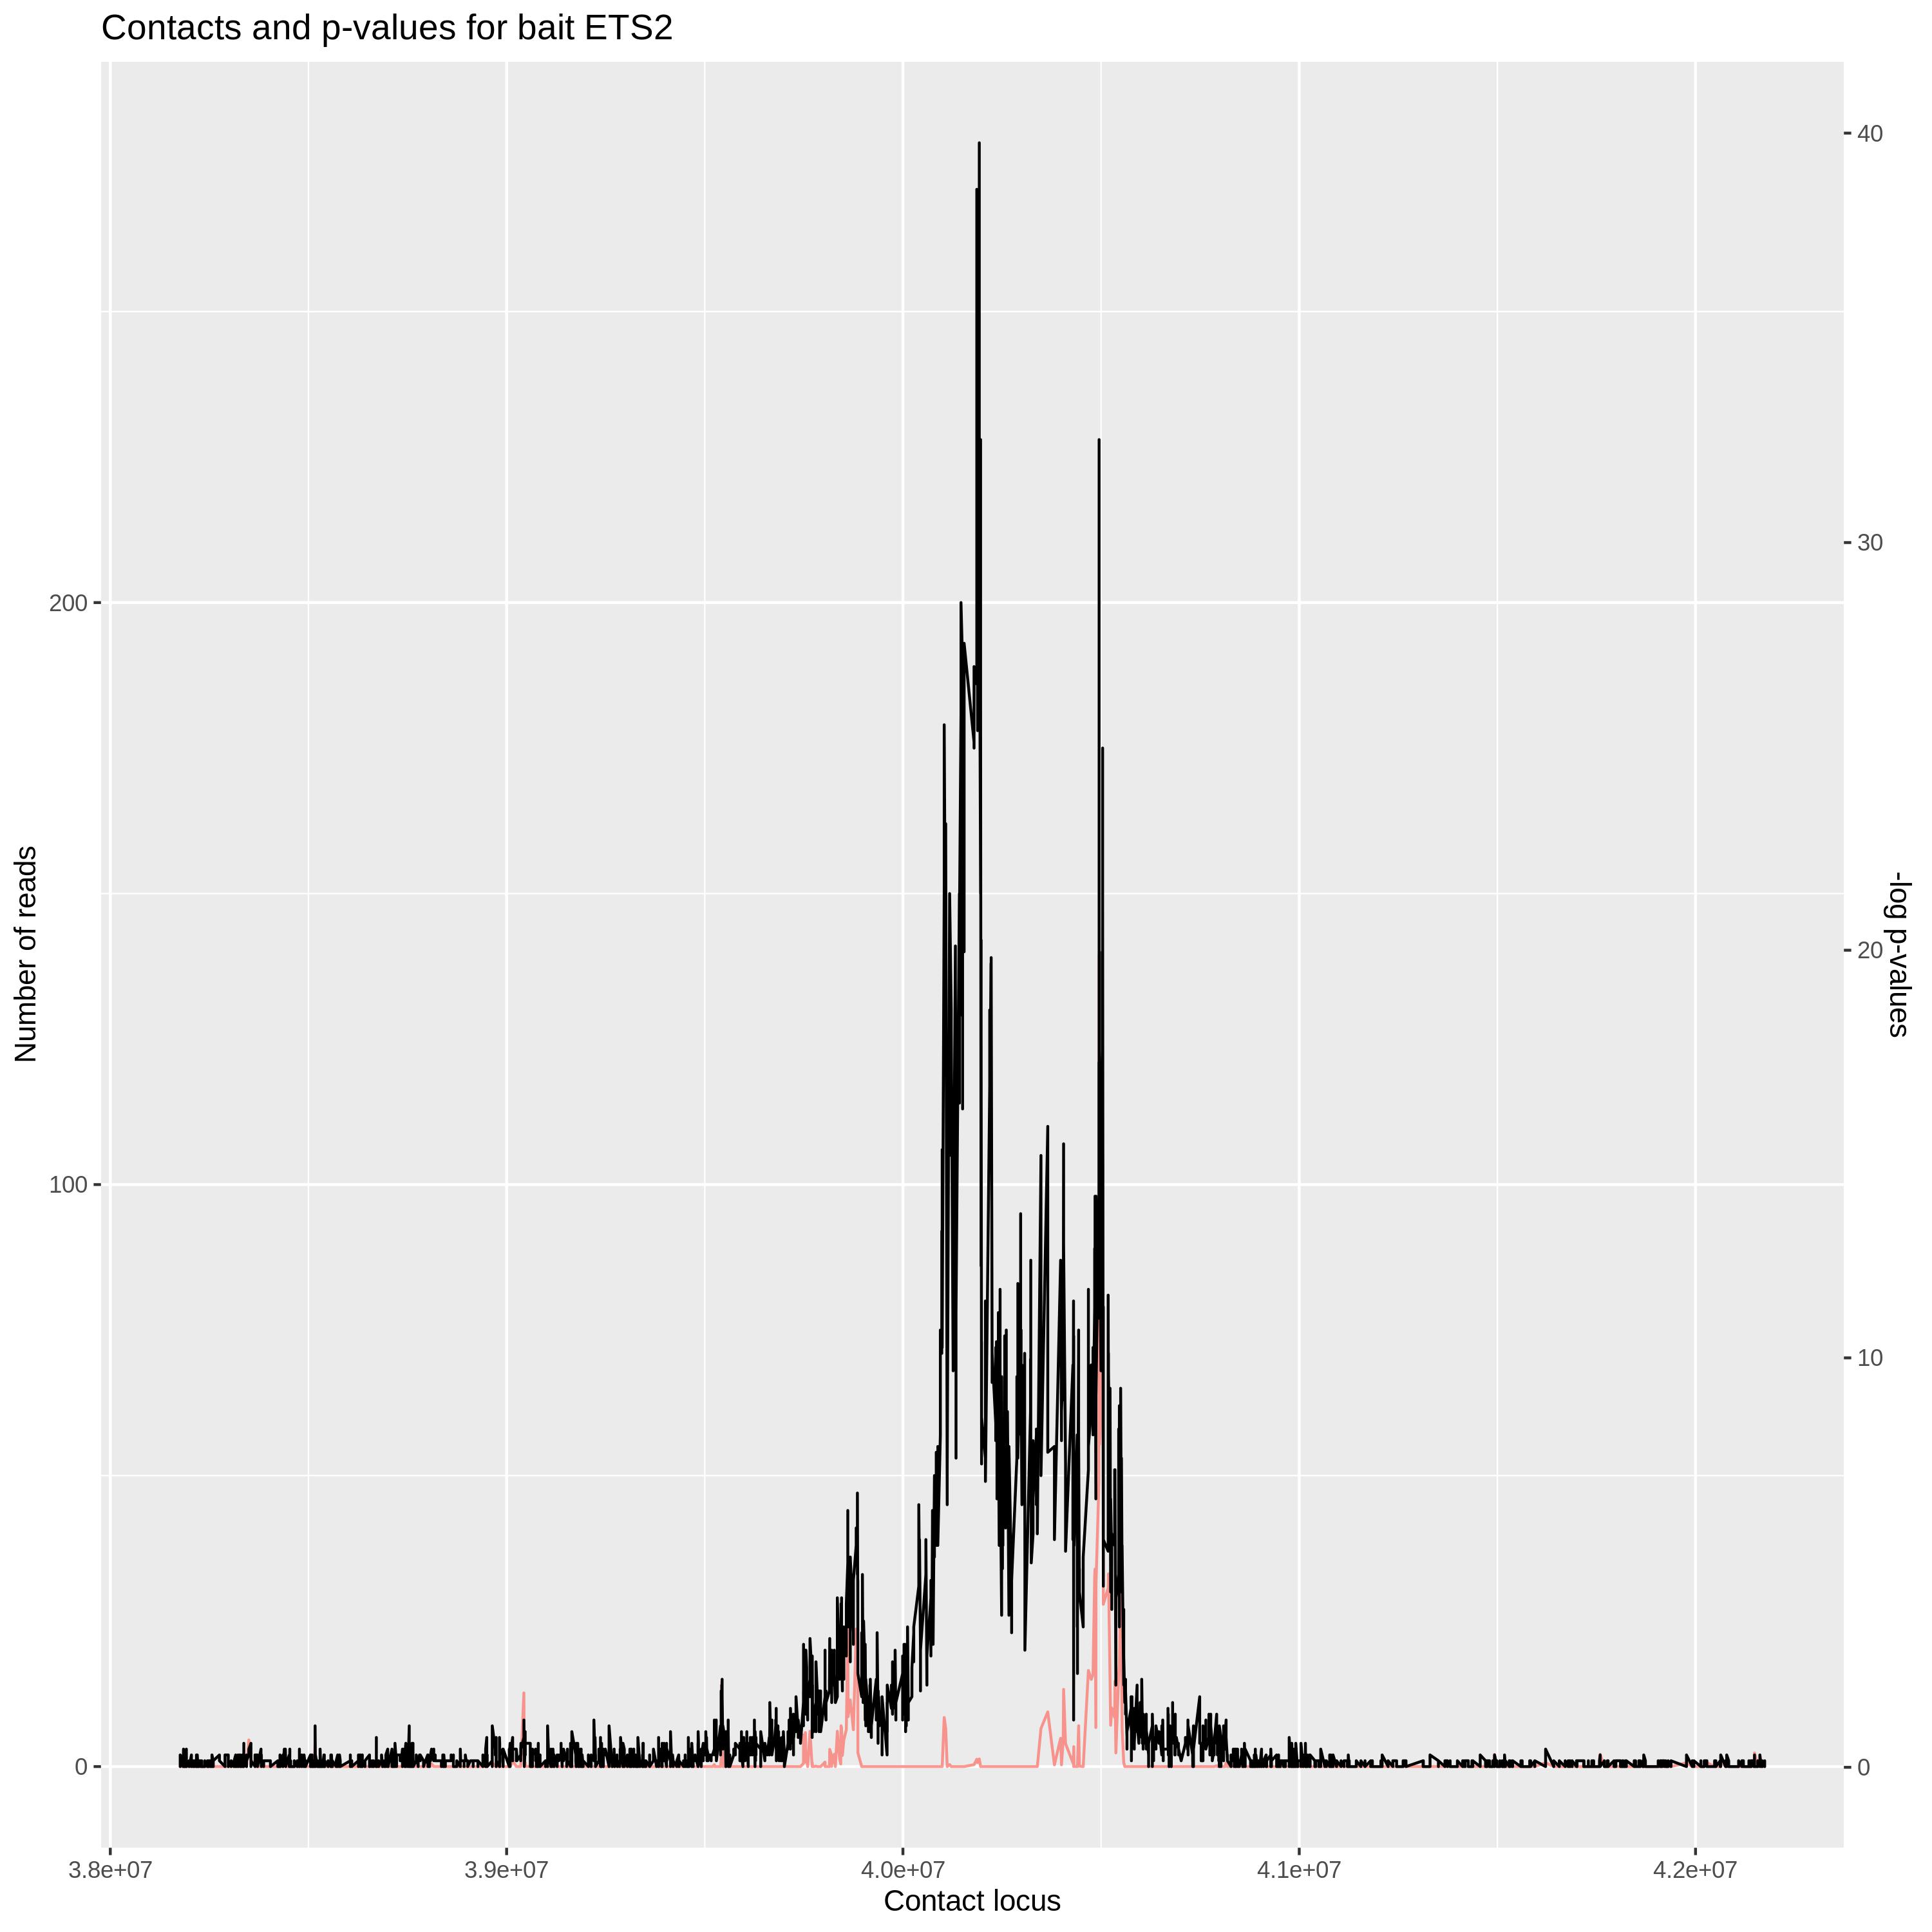 Contacts and p-values for bait ETS2
Number of reads
200
100
0
40
30
20
10
0
-log p-values
3.8e+07
3.9e+07
4.0e+07
4.1e+07
4.2e+07
Contact locus